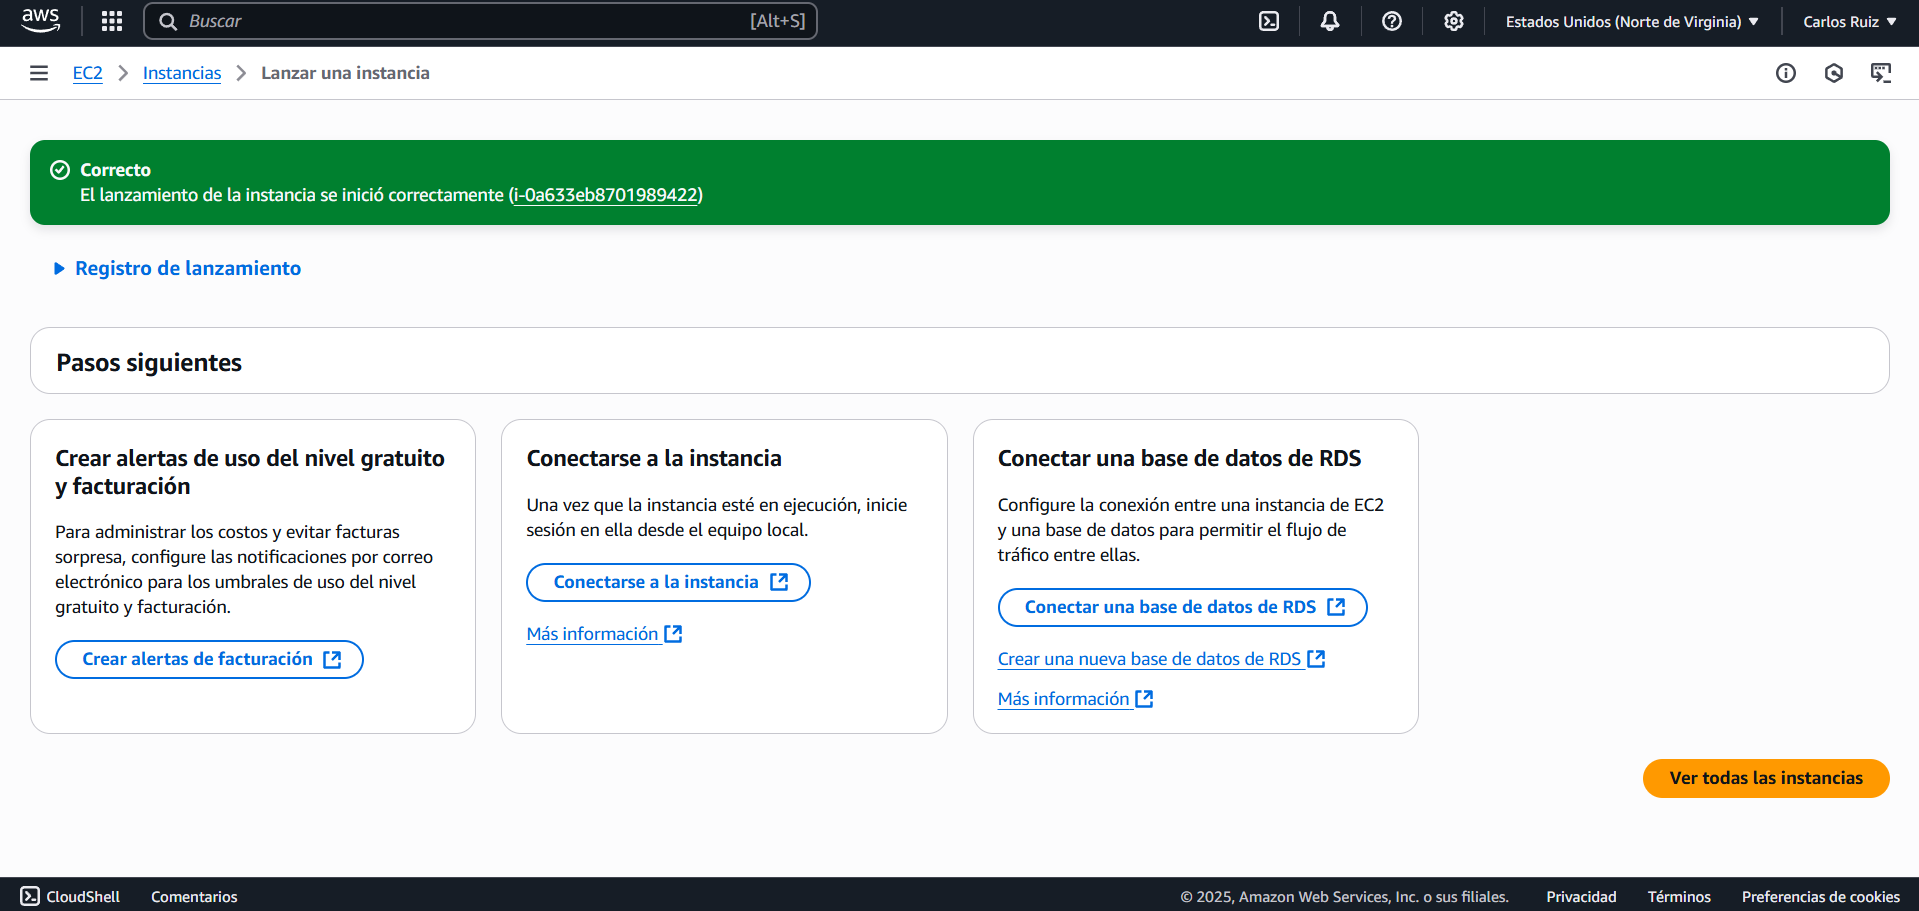 aws
Buscar [Alt+S]
Estados Unidos (Norte de Virginia)
Carlos Ruiz
EC2
Instancias
Lanzar una instancia
Correcto
El lanzamiento de la instancia se inició correctamente (i-0a633eb8701989422)
Registro de lanzamiento
Pasos siguientes
Crear alertas de uso del nivel gratuito
y facturación
Para administrar los costos y evitar facturas
sorpresa, configure las notificaciones por correo
electrónico para los umbrales de uso del nivel
gratuito y facturación.
Crear alertas de facturación
Conectarse a la instancia
Una vez que la instancia esté en ejecución, inicie
sesión en ella desde el equipo local.
Conectarse a la instancia
Más información
Conectar una base de datos de RDS
Configure la conexión entre una instancia de EC2
y una base de datos para permitir el flujo de
tráfico entre ellas.
Conectar una base de datos de RDS
Crear una nueva base de datos de RDS
Más información
Ver todas las instancias
CloudShell
Comentarios
© 2025, Amazon Web Services, Inc. o sus filiales.
Privacidad
Términos
Preferencias de cookies